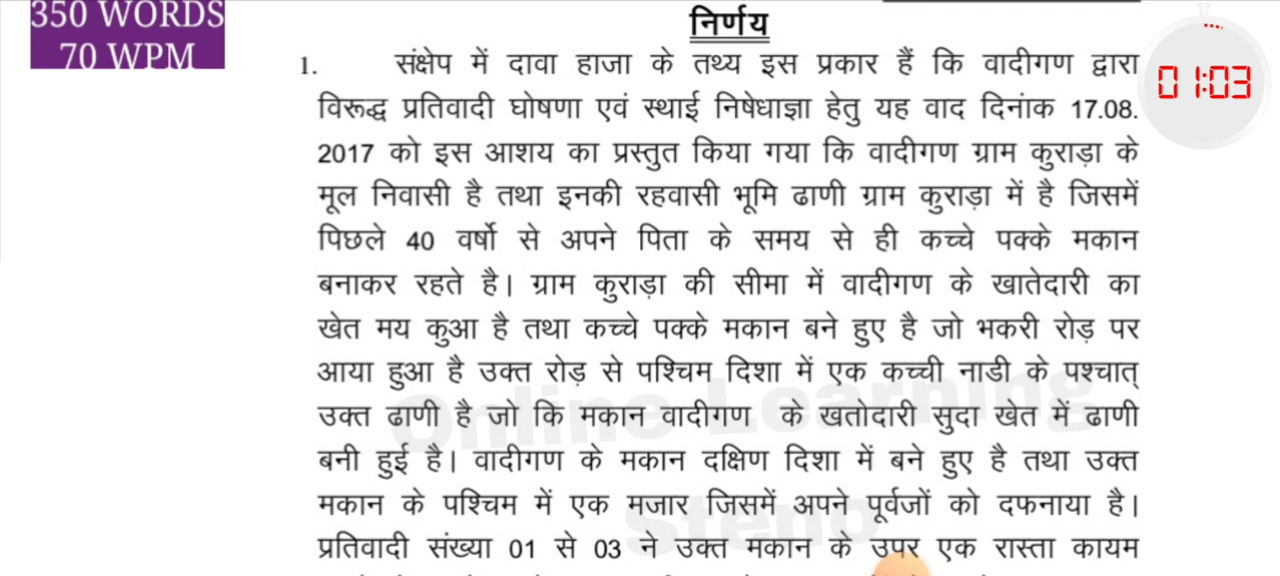 350 WORDS
70 WPM
निर्णय
01:03
1. संक्षेप में दावा हाजा के तथ्य इस प्रकार हैं कि वादीगण द्वारा
विरूद्ध प्रतिवादी घोषणा एवं स्थाई निषेधाज्ञा हेतु यह वाद दिनांक 17.08.
2017 को इस आशय का प्रस्तुत किया गया कि वादीगण ग्राम कुराड़ा के
मूल निवासी है तथा इनकी रहवासी भूमि ढाणी ग्राम कुराड़ा में है जिसमें
पिछले 40 वर्षो से अपने पिता के समय से ही कच्चे पक्के मकान
बनाकर रहते है। ग्राम कुराड़ा की सीमा में वादीगण के खातेदारी का
खेत मय कुआ है तथा कच्चे पक्के मकान बने हुए है जो भकरी रोड़ पर
आया हुआ है उक्त रोड़ से पश्चिम दिशा में एक कच्ची नाडी के पश्चात्
उक्त ढाणी है जो कि मकान वादीगण के खतोदारी सुदा खेत में ढाणी
बनी हुई है। वादीगण के मकान दक्षिण दिशा में बने हुए है तथा उक्त
मकान के पश्चिम में एक मजार जिसमें अपने पूर्वजों को दफनाया है।
प्रतिवादी संख्या 01 से 03 ने उक्त मकान के उपर एक रास्ता कायम
Online Learning
Steno